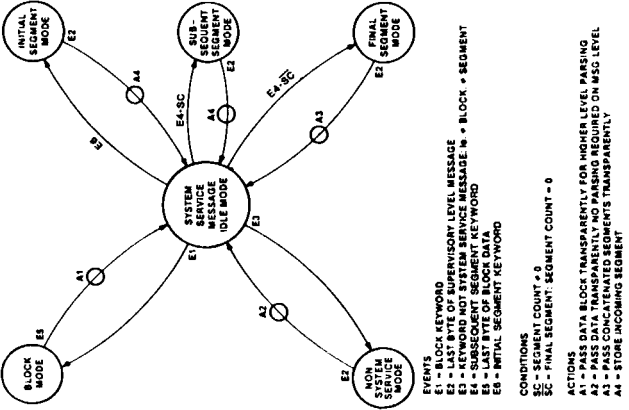 INITIAL
SEGMENT
MODE
E2
A4
E6
SUB-
SEQUENT
SEGMENT
MODE
E2
E4·SC
A4
FINAL
SEGMENT
MODE
E2
E4·S̅C̅
A3
SYSTEM
SERVICE
MESSAGE
IDLE MODE
E1
E3
BLOCK
MODE
E5
A1
NON
SYSTEM
SERVICE
MODE
E2
A2
EVENTS
E1 - BLOCK KEYWORD
E2 - LAST BYTE OF SUPERVISORY LEVEL MESSAGE
E3 - KEYWORD NOT SYSTEM SERVICE MESSAGE, ie. ≠ BLOCK, ≠ SEGMENT
E4 - SUBSEQUENT SEGMENT KEYWORD
E5 - LAST BYTE OF BLOCK DATA
E6 - INITIAL SEGMENT KEYWORD
CONDITIONS
SC - SEGMENT COUNT ≠ 0
S̅C̅ - FINAL SEGMENT: SEGMENT COUNT = 0
ACTIONS
A1 - PASS DATA BLOCK TRANSPARENTLY FOR HIGHER LEVEL PARSING
A2 - PASS DATA TRANSPARENTLY NO PARSING REQUIRED ON MSG LEVEL
A3 - PASS CONCATENATED SEGMENTS TRANSPARENTLY
A4 - STORE INCOMING SEGMENT